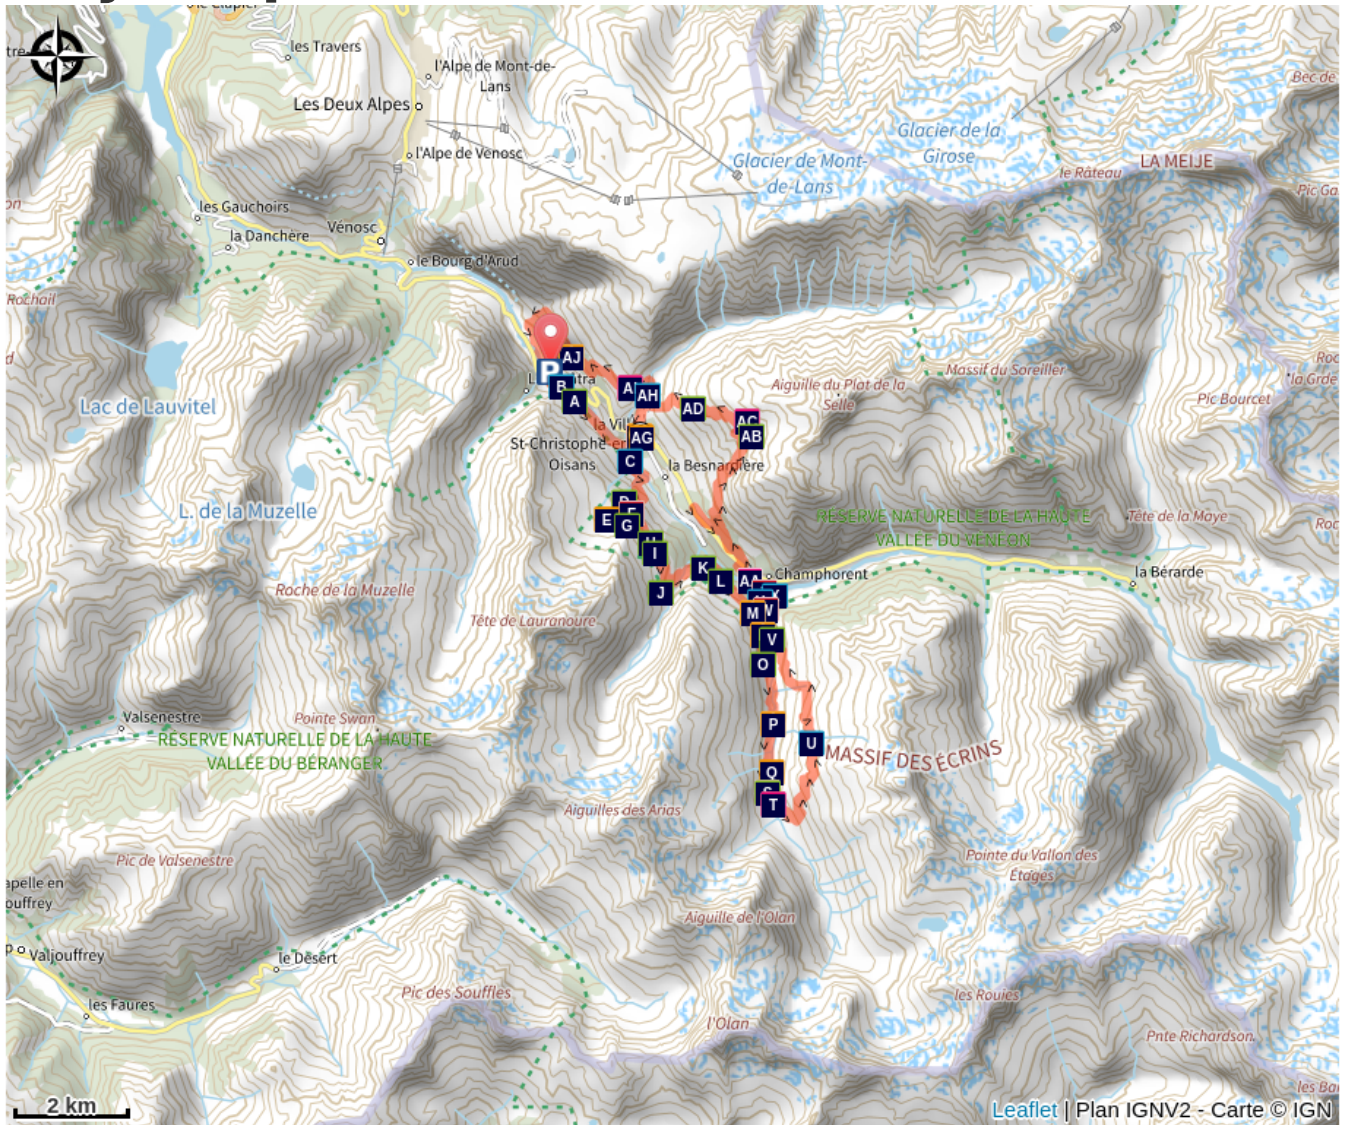 les Travers
l'Alpe de Mont-de-
Lans
Les Deux Alpes
l'Alpe de Venosc
Glacier de la
Girose
Glacier de Mont-
de-Lans
Bec de
LA MEIJE
le Râteau
Pic Ga
les Gauchoirs
la Danchère
Vénosc
le Bourg d'Arud
Rochail
Massif du Soreiller
Aiguille du Plat de la
Selle
la Grde
Pic Bourcet
Lac de Lauvitel
AJ
P
B
A
AH
AD
AC
AB
AG
St-Christophe-en
Oisans
la Besnardière
C
L. de la Muzelle
E
G
I
J
K
L
RÉSERVE NATURELLE DE LA HAUTE
VALLÉE DU VÉNÉON
Tête de la Maye
Champhorent
la Bérarde
Roche de la Muzelle
Tête de Lauranoure
M
V
O
P
U
Q
T
Valsenestre
Pointe Swan
RÉSERVE NATURELLE DE LA HAUTE
VALLÉE DU BÉRANGER
MASSIF DES ÉCRINS
Aiguilles des Arias
Pic de Valsenestre
Pointe du Vallon des
Étages
apelle en
ouffrey
Aiguille de l'Olan
Valjouffrey
le Désert
les Faures
Pic des Souffles
les Rouies
l'Olan
Pnte Richardson
les Ba
2 km
Leaflet | Plan IGNV2 - Carte © IGN